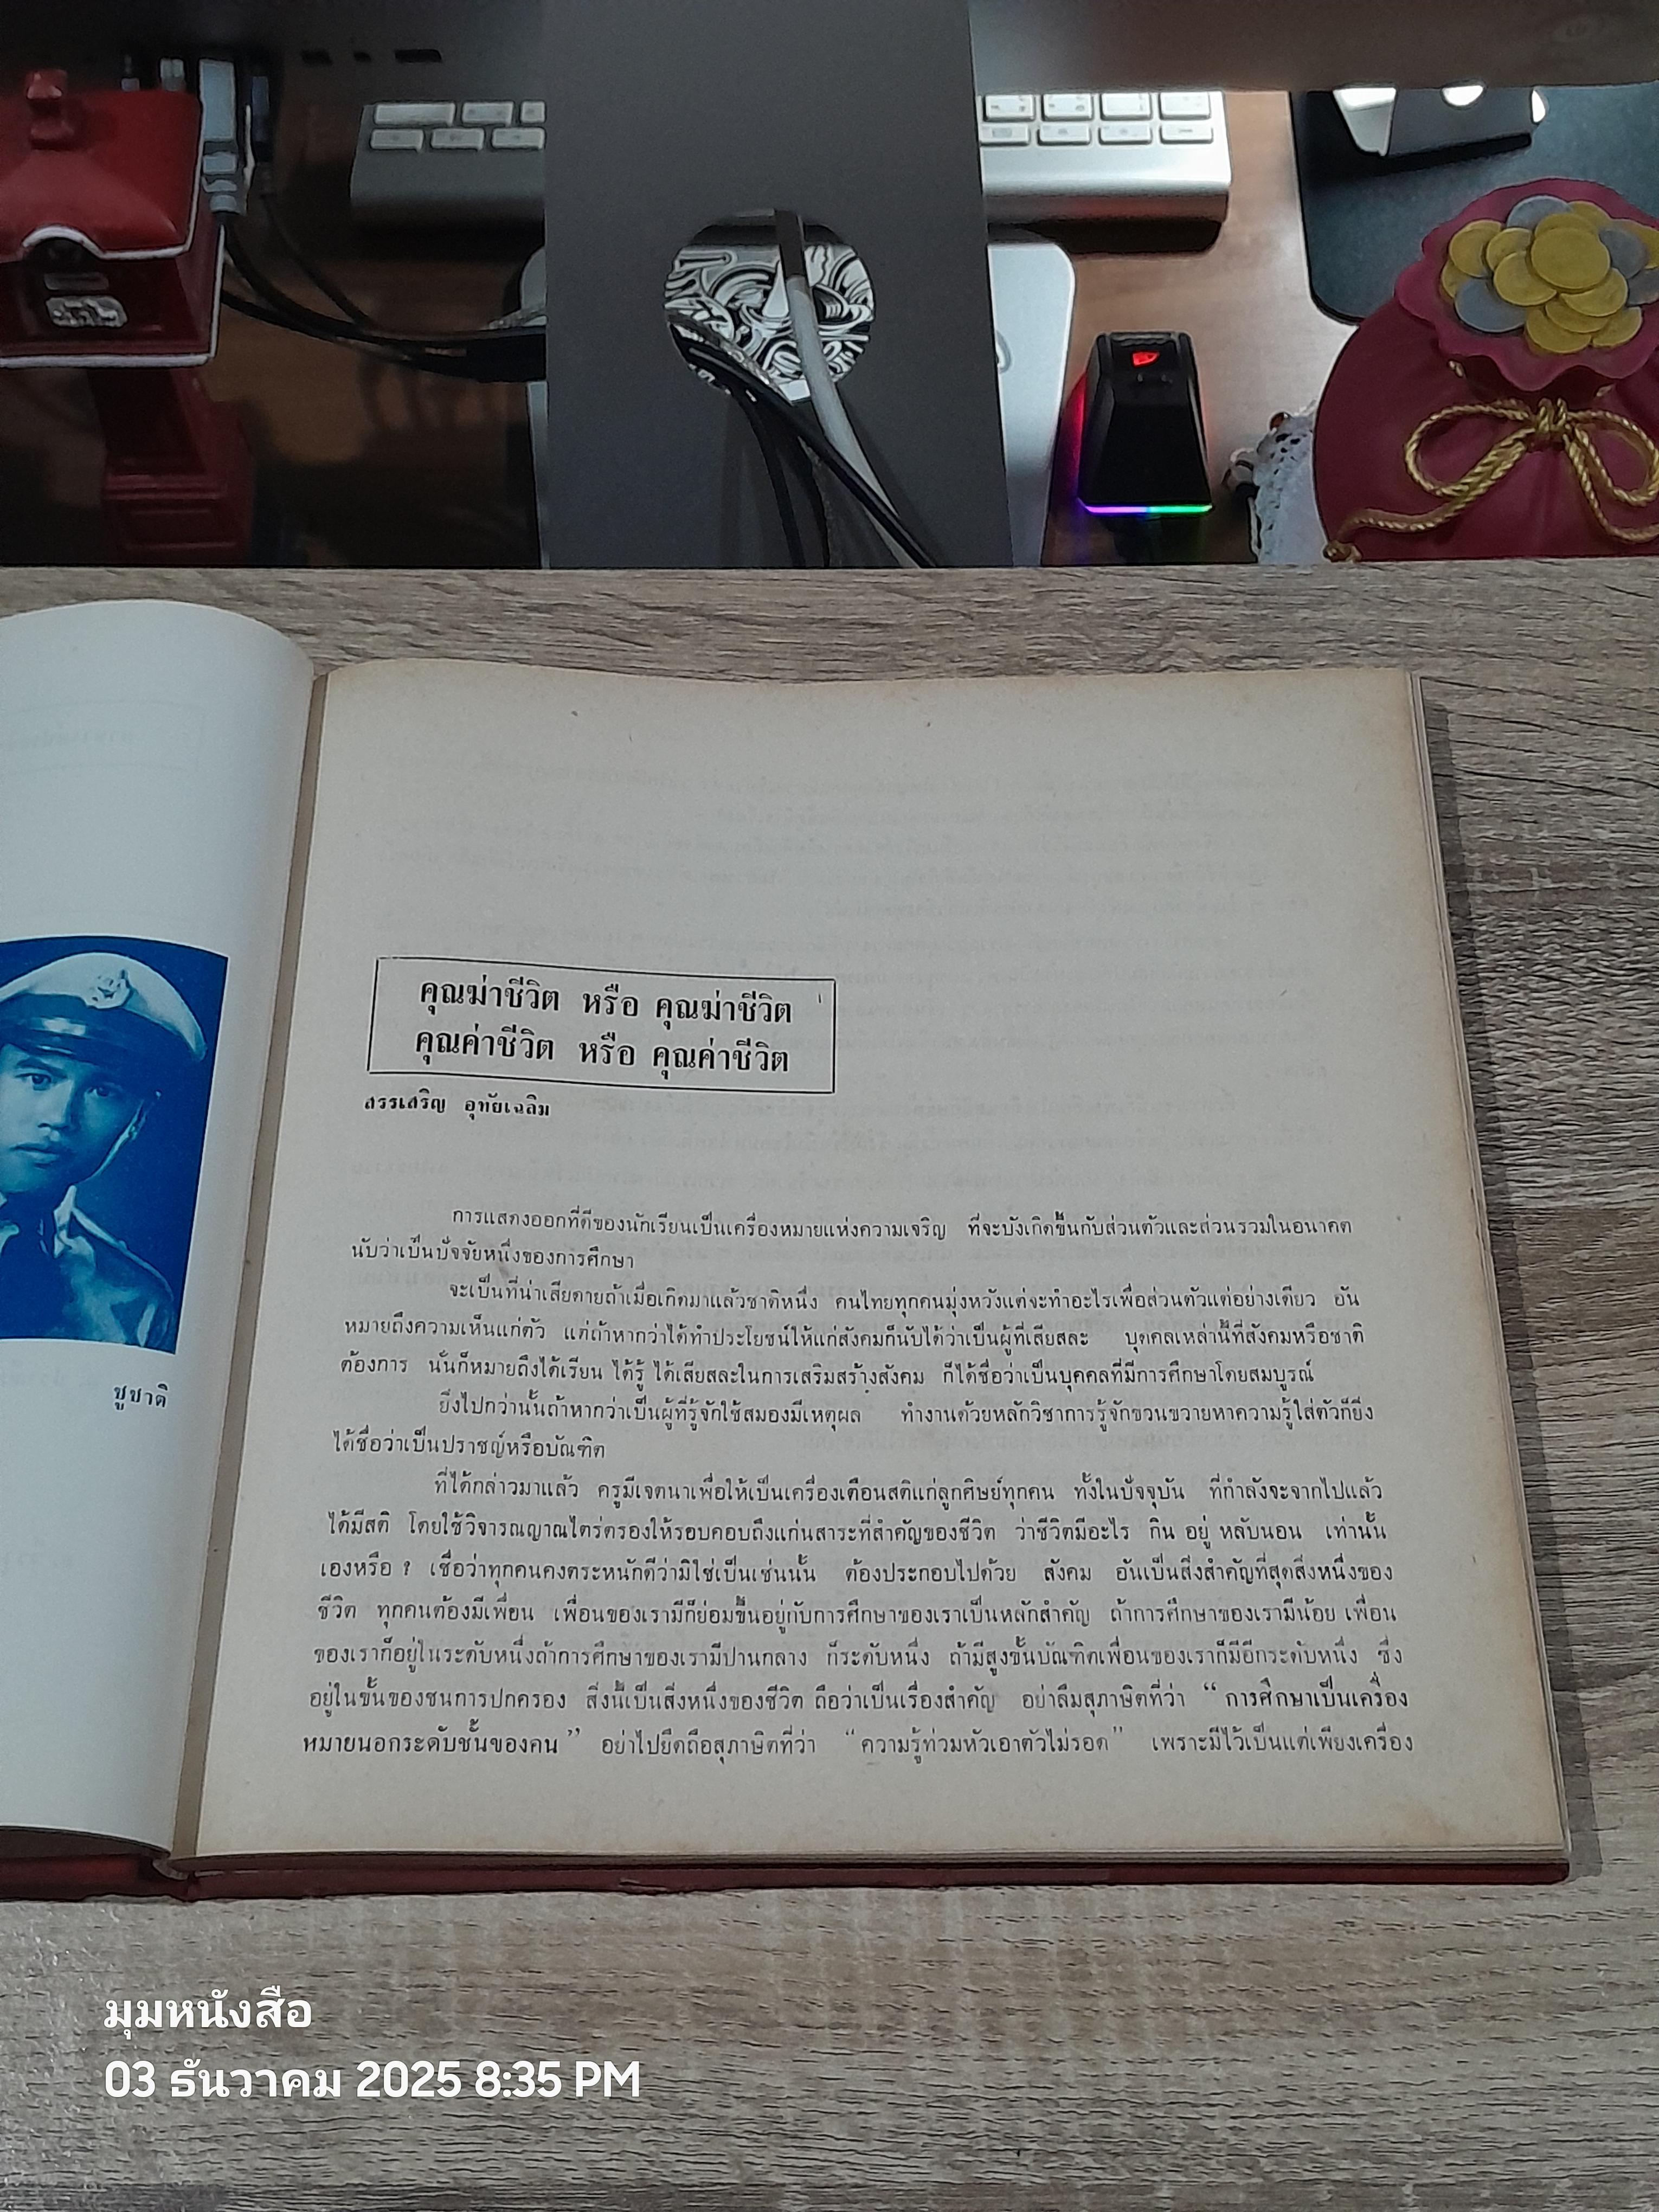 คุณฆ่าชีวิต หรือ คุณฆ่าชีวิต
คุณค่าชีวิต หรือ คุณค่าชีวิต
สรรเสริญ อุทัยเฉลิม
การแสดงออกที่ดีของนักเรียนเป็นเครื่องหมายแห่งความเจริญ ที่จะบังเกิดขึ้นกับส่วนตัวและส่วนรวมในอนาคต
นับว่าเป็นปัจจัยหนึ่งของการศึกษา
จะเป็นที่น่าเสียดายถ้าเมื่อเกิดมาแล้วชาติหนึ่ง คนไทยทุกคนมุ่งหวังแต่จะทำอะไรเพื่อส่วนตัวแต่อย่างเดียว อัน
หมายถึงความเห็นแก่ตัว แต่ถ้าหากว่าได้ทำประโยชน์ให้แก่สังคมก็นับได้ว่าเป็นผู้ที่เสียสละ บุคคลเหล่านี้ที่สังคมหรือชาติ
ต้องการ นั่นก็หมายถึงได้เรียน ได้รู้ ได้เสียสละในการเสริมสร้างสังคม ก็ได้ชื่อว่าเป็นบุคคลที่มีการศึกษาโดยสมบูรณ์
ยิ่งไปกว่านั้นถ้าหากว่าเป็นผู้ที่รู้จักใช้สมองมีเหตุผล ทำงานด้วยหลักวิชาการรู้จักขวนขวายหาความรู้ใส่ตัวก็ยิ่ง
ได้ชื่อว่าเป็นปราชญ์หรือบัณฑิต
ที่ได้กล่าวมาแล้ว ครูมีเจตนาเพื่อให้เป็นเครื่องเตือนสติแก่ลูกศิษย์ทุกคน ทั้งในปัจจุบัน ที่กำลังจะจากไปแล้ว
ได้มีสติ โดยใช้วิจารณญาณไตร่ตรองให้รอบคอบถึงแก่นสาระที่สำคัญของชีวิต ว่าชีวิตมีอะไร กิน อยู่ หลับนอน เท่านั้น
เองหรือ ? เชื่อว่าทุกคนคงตระหนักดีว่ามิใช่เป็นเช่นนั้น ต้องประกอบไปด้วย สังคม อันเป็นสิ่งสำคัญที่สุดสิ่งหนึ่งของ
ชีวิต ทุกคนต้องมีเพื่อน เพื่อนของเรามีก็ย่อมขึ้นอยู่กับการศึกษาของเราเป็นหลักสำคัญ ถ้าการศึกษาของเรามีน้อย เพื่อน
ของเราก็อยู่ในระดับหนึ่งถ้าการศึกษาของเรามีปานกลาง ก็ระดับหนึ่ง ถ้ามีสูงขั้นบัณฑิตเพื่อนของเราก็มีอีกระดับหนึ่ง ซึ่ง
อยู่ในขั้นของชนการปกครอง สิ่งนี้เป็นสิ่งหนึ่งของชีวิต ถือว่าเป็นเรื่องสำคัญ อย่าลืมสุภาษิตที่ว่า “ การศึกษาเป็นเครื่อง
หมายนอกระดับชั้นของคน ” อย่าไปยึดถือสุภาษิตที่ว่า “ความรู้ท่วมหัวเอาตัวไม่รอด” เพราะมีไว้เป็นแต่เพียงเครื่อง
ชูชาติ
มุมหนังสือ
03 ธันวาคม 2025 8:35 PM